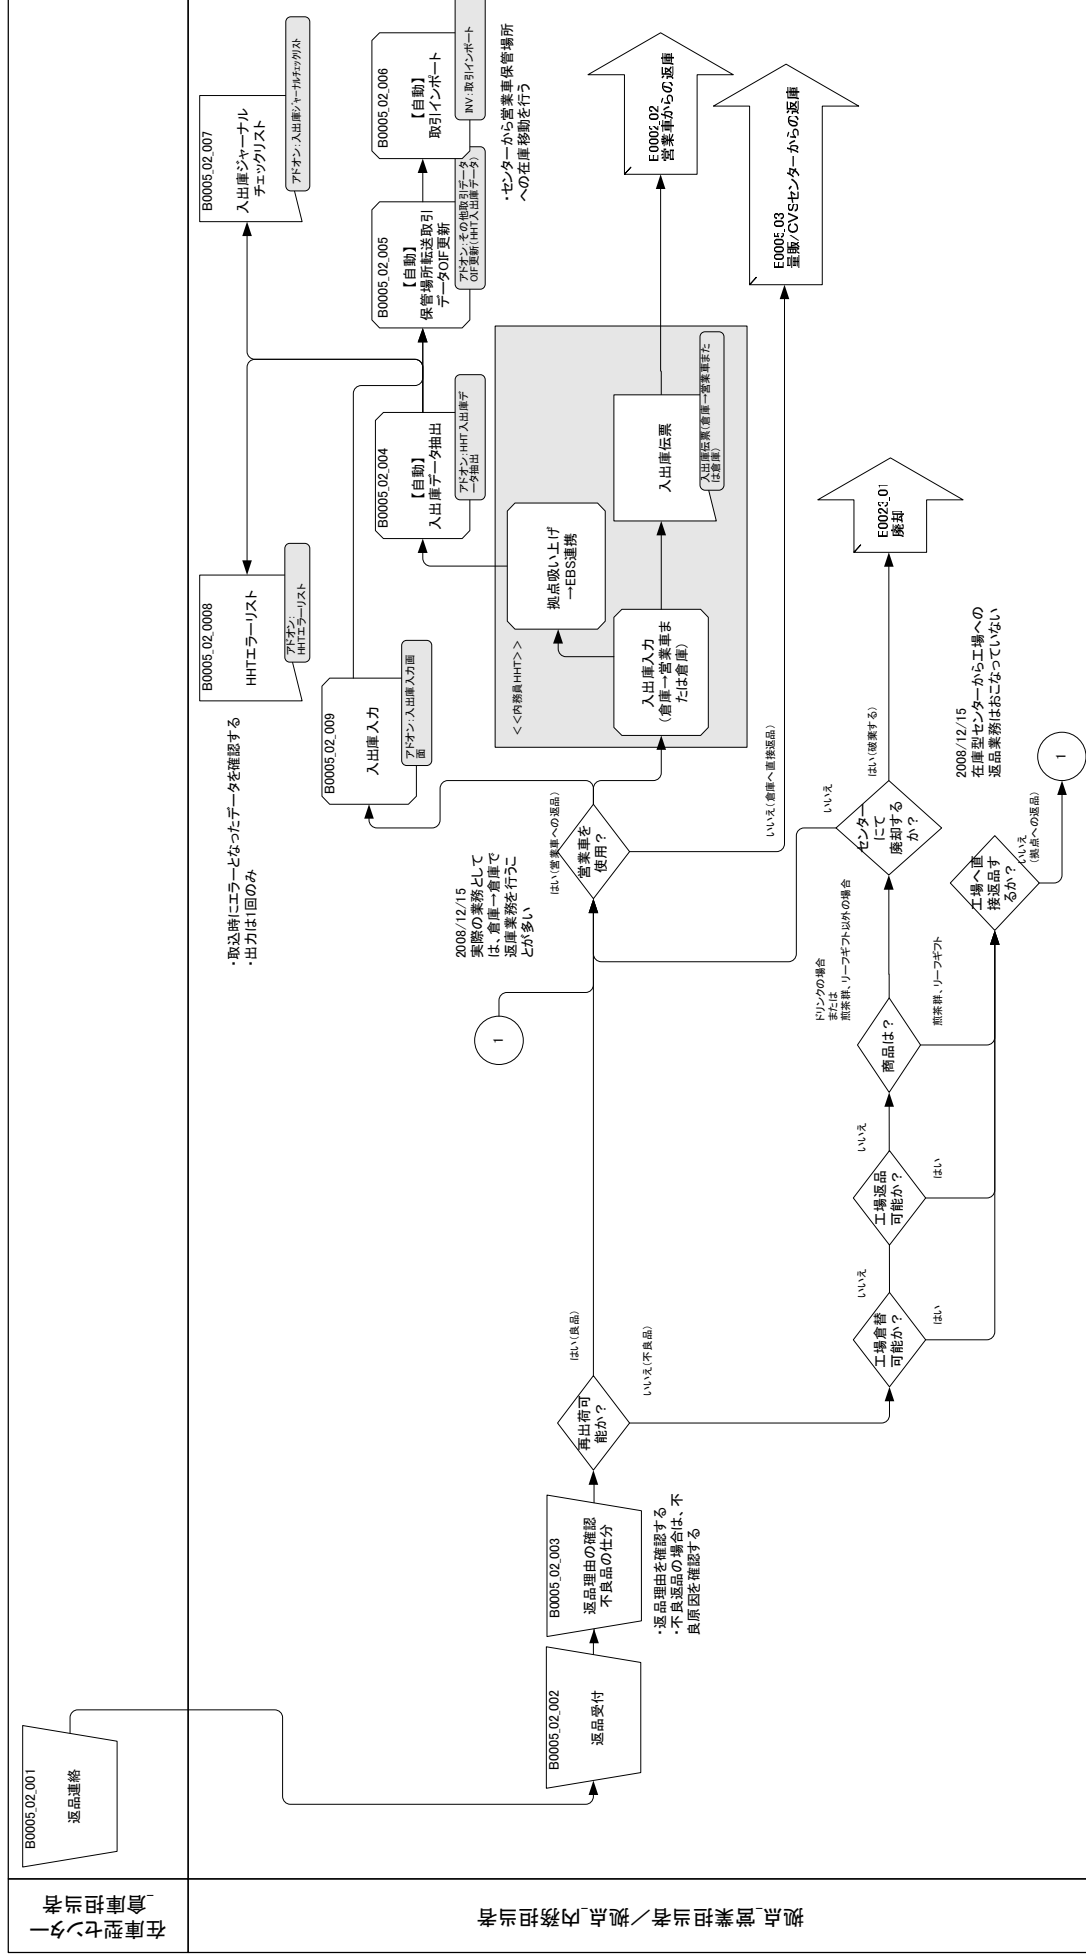 在庫型センター
_倉庫担当者
拠点_営業担当者／拠点_内務担当者
B0005_02_001
返品連絡
B0005_02_002
返品受付
B0005_02_003
返品理由の確認
不良品の仕分
・返品理由を確認する
・不良返品の場合は、不
良原因を確認する
再出荷可
能か？
はい（良品）
いいえ（不良品）
工場倉替
可能か？
いいえ
はい
工場返品
可能か？
いいえ
はい
商品は？
ドリンクの場合
または
煎茶群、リーフギフト以外の場合
煎茶群、リーフギフト
センター
にて
廃却する
か？
いいえ
はい（破棄する）
E0023_01
廃却
工場へ直
接返品す
るか？
いいえ
（拠点への返品）
1
2008/12/15
在庫型センターから工場への
返品業務はおこなっていない
1
2008/12/15
実際の業務として
は、倉庫→倉庫で
返庫業務を行うこ
とが多い
営業車を
使用？
はい（営業車への返品）
いいえ（倉庫へ直接返品）
・取込時にエラーとなったデータを確認する
・出力は1回のみ
B0005_02_009
入出庫入力
アドオン：入出庫入力画
面
B0005_02_0008
HHTエラーリスト
アドオン：
HHTエラーリスト
<<内務員HHT>>
入出庫入力
（倉庫→営業車ま
たは倉庫）
拠点吸い上げ
→EBS連携
入出庫伝票
入出庫伝票（倉庫→営業車また
は倉庫）
B0005_02_004
【自動】
入出庫データ抽出
アドオン：HHT入出庫デ
ータ抽出
B0005_02_005
【自動】
保管場所転送取引
データOIF更新
アドオン：その他取引データ
OIF更新（HHT入出庫データ）
B0005_02_006
【自動】
取引インポート
INV：取引インポート
B0005_02_007
入出庫ジャーナル
チェックリスト
アドオン：入出庫ジャーナルチェックリスト
・センターから営業車保管場所
への在庫移動を行う
E0002_02
営業車からの返庫
E0005_03
量販/CVSセンターからの返庫